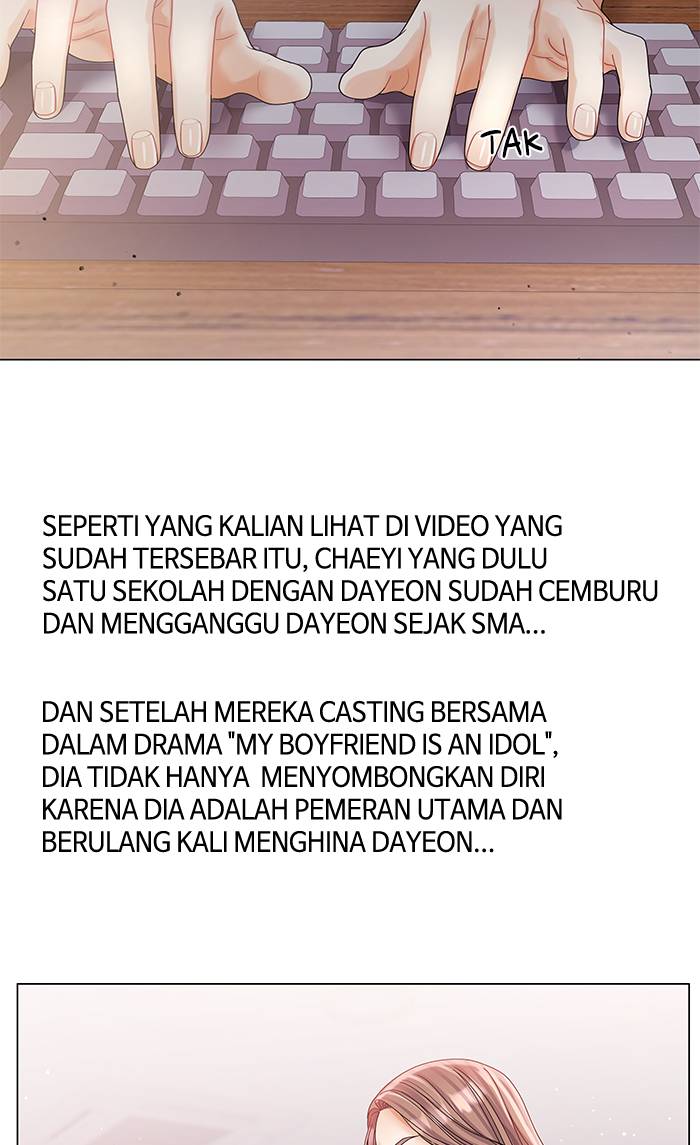 TAK
SEPERTI YANG KALIAN LIHAT DI VIDEO YANG
SUDAH TERSEBAR ITU, CHAEYI YANG DULU
SATU SEKOLAH DENGAN DAYEON SUDAH CEMBURU
DAN MENGGANGGU DAYEON SEJAK SMA...
DAN SETELAH MEREKA CASTING BERSAMA
DALAM DRAMA "MY BOYFRIEND IS AN IDOL",
DIA TIDAK HANYA MENYOMBONGKAN DIRI
KARENA DIA ADALAH PEMERAN UTAMA DAN
BERULANG KALI MENGHINA DAYEON...